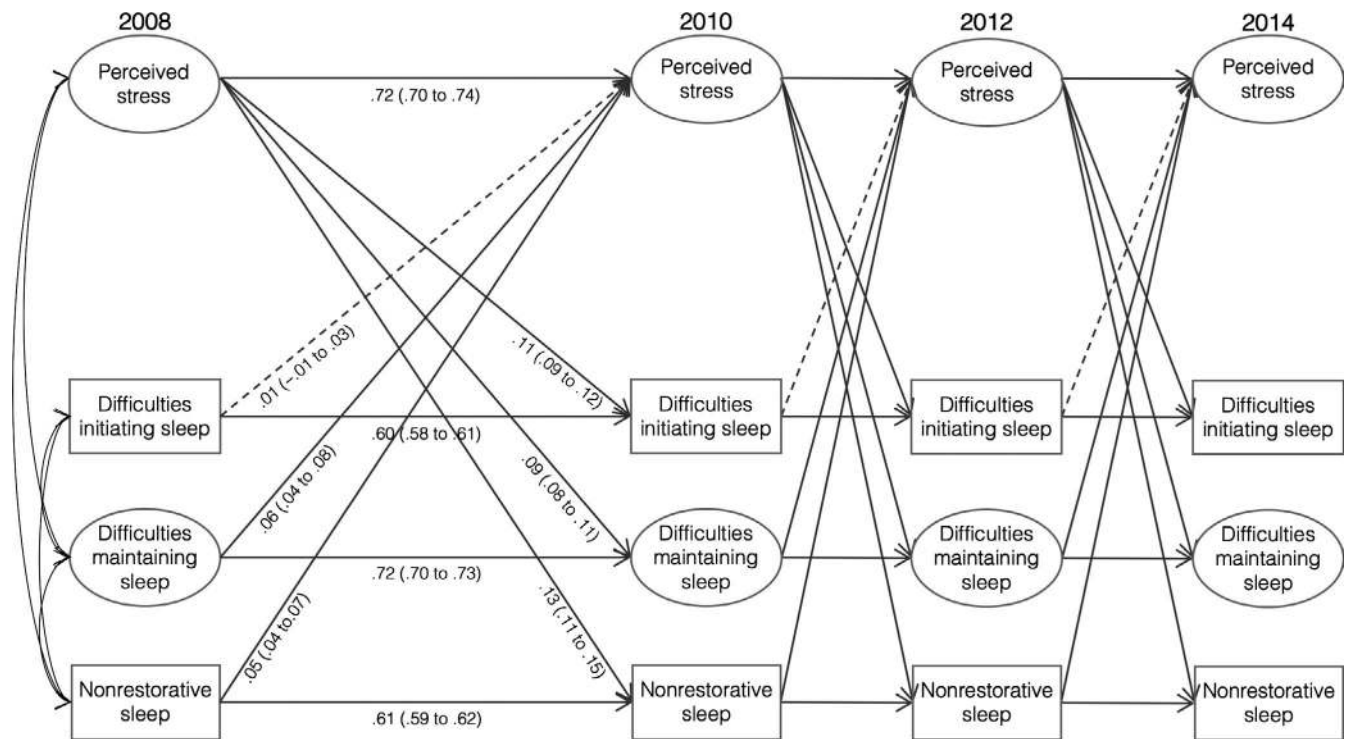 2008
2010
2012
2014
Perceived
stress
Perceived
stress
Perceived
stress
Perceived
stress
.72 (.70 to .74)
.01 (−.01 to .03)
.11 (.09 to .12)
Difficulties
initiating sleep
Difficulties
initiating sleep
Difficulties
initiating sleep
Difficulties
initiating sleep
.60 (.58 to .61)
.06 (.04 to .08)
.09 (.08 to .11)
Difficulties
maintaining
sleep
Difficulties
maintaining
sleep
Difficulties
maintaining
sleep
Difficulties
maintaining
sleep
.72 (.70 to .73)
.05 (.04 to.07)
.13 (.11 to .15)
Nonrestorative
sleep
Nonrestorative
sleep
Nonrestorative
sleep
Nonrestorative
sleep
.61 (.59 to .62)